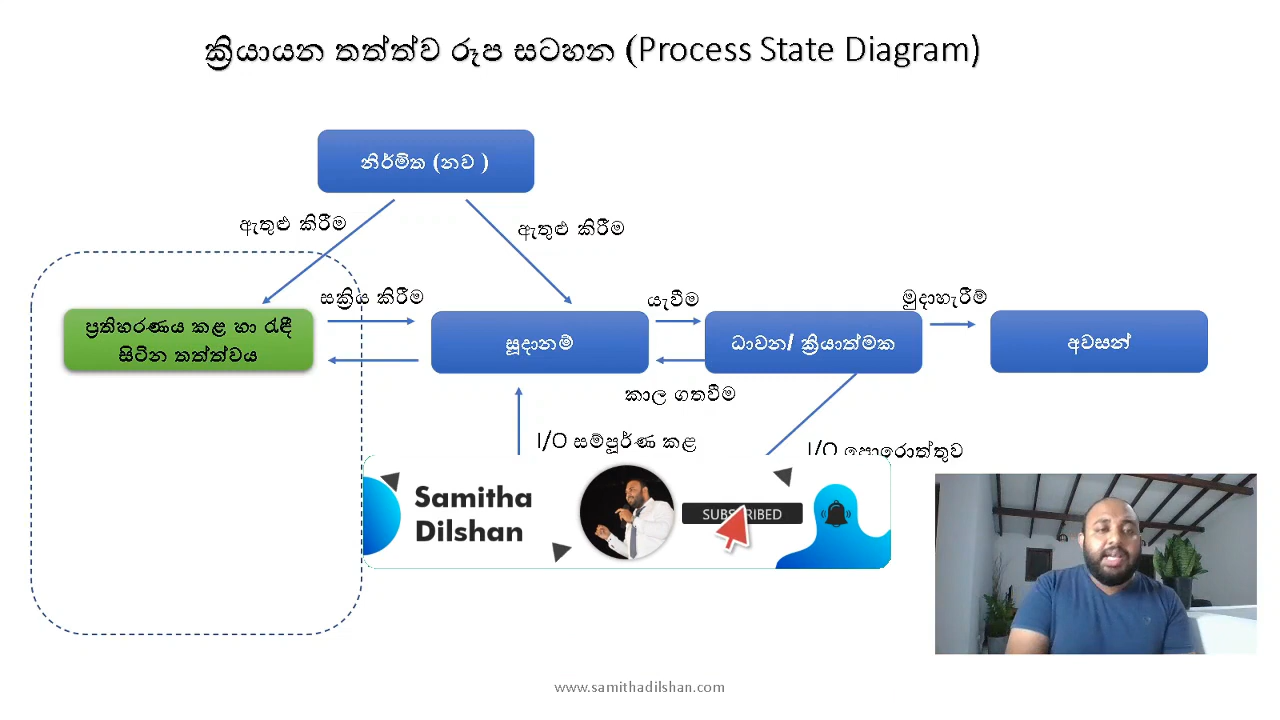 ක්‍රියායන තත්ත්ව රූප සටහන (Process State Diagram)
නිර්මිත (නව )
ඇතුළු කිරීම
ඇතුළු කිරීම
සක්‍රිය කිරීම
යැවීම
මුදාහැරීම්
ප්‍රතිහරණය කළ හා රැඳී
සිටින තත්ත්වය
සූදානම්
ධාවන/ ක්‍රියාත්මක
අවසන්
කාල ගතවීම
I/O සම්පූර්ණ කළ
I/O පොරොත්තුව
Samitha
Dilshan
SUBSCRIBED
www.samithadilshan.com